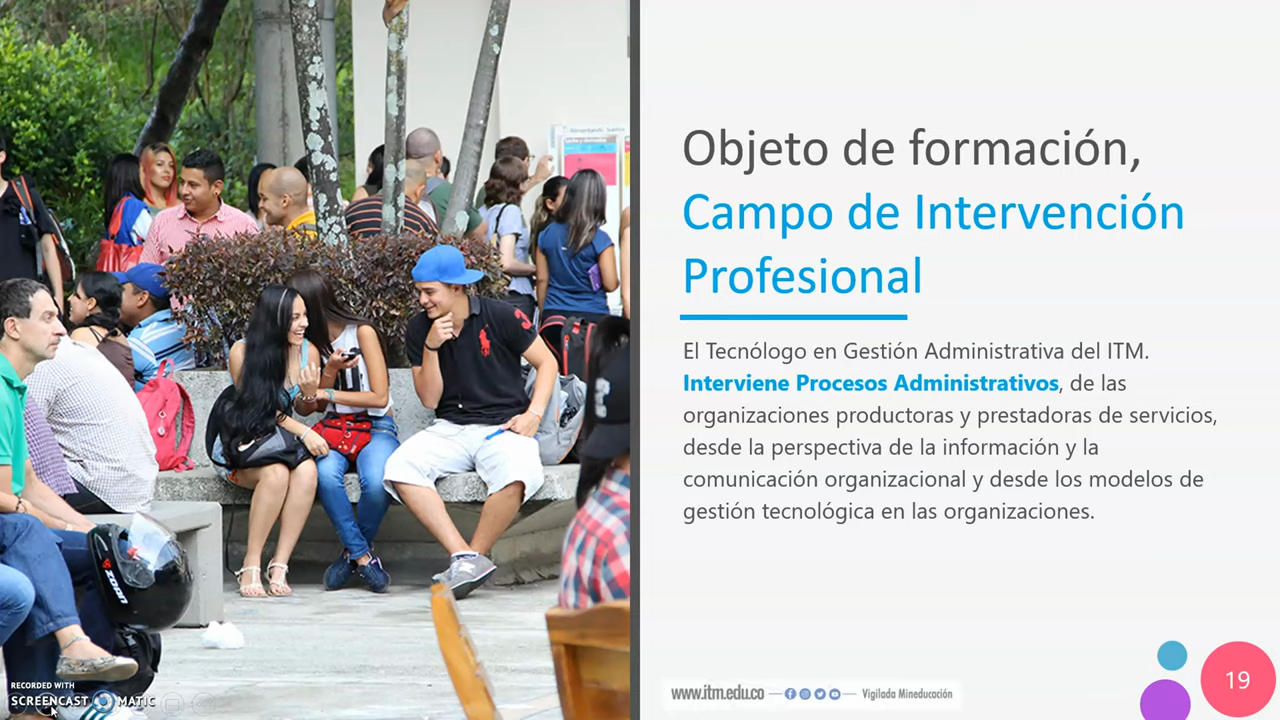 Objeto de formación,
Campo de Intervención
Profesional
El Tecnólogo en Gestión Administrativa del ITM.
Interviene Procesos Administrativos, de las
organizaciones productoras y prestadoras de servicios,
desde la perspectiva de la información y la
comunicación organizacional y desde los modelos de
gestión tecnológica en las organizaciones.
www.itm.edu.co
Vigilada Mineducación
19
ZOAN
3
RECORDED WITH
SCREENCAST MATIC